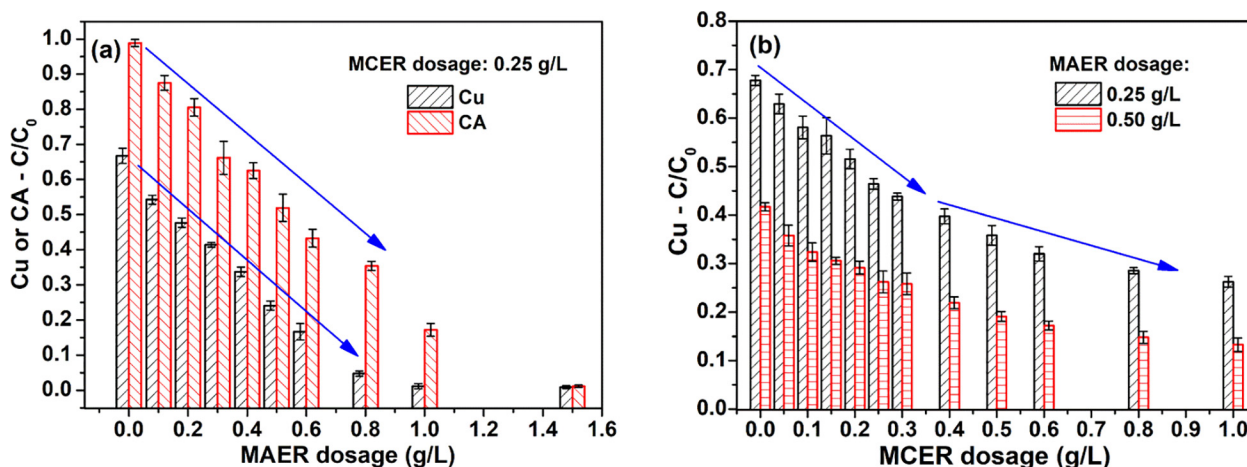 (a)
MCER dosage: 0.25 g/L
Cu
CA
Cu or CA - C/C0
1.0
0.9
0.8
0.7
0.6
0.5
0.4
0.3
0.2
0.1
0.0
0.0 0.2 0.4 0.6 0.8 1.0 1.2 1.4 1.6
MAER dosage (g/L)
(b)
MAER dosage:
0.25 g/L
0.50 g/L
Cu - C/C0
0.8
0.7
0.6
0.5
0.4
0.3
0.2
0.1
0.0
0.0 0.1 0.2 0.3 0.4 0.5 0.6 0.7 0.8 0.9 1.0
MCER dosage (g/L)